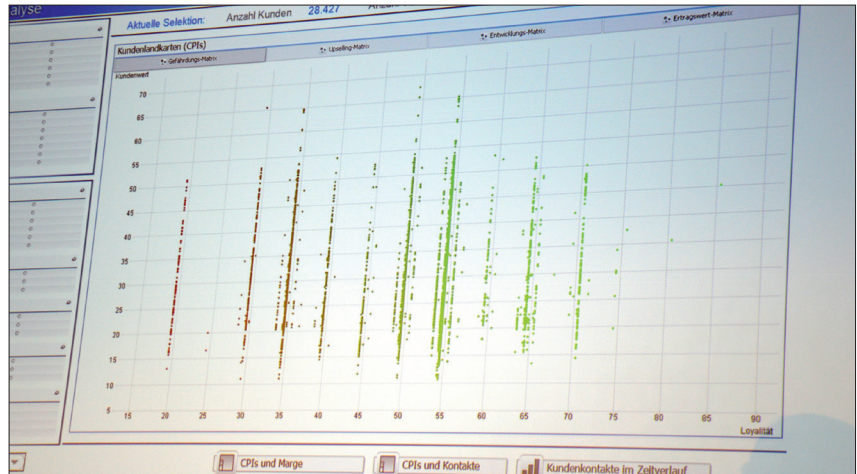 alyse
Aktuelle Selektion: Anzahl Kunden 28.427
Kundenlandkarten (CPIs)
Gefährdungs-Matrix Upselling-Matrix Entwicklungs-Matrix Ertragswert-Matrix
Kundenwert
70
65
60
55
50
45
40
35
30
25
20
15
10
5
15 20 25 30 35 40 45 50 55 60 65 70 75 80 85 90
Loyalität
CPIs und Marge CPIs und Kontakte Kundenkontakte im Zeitverlauf